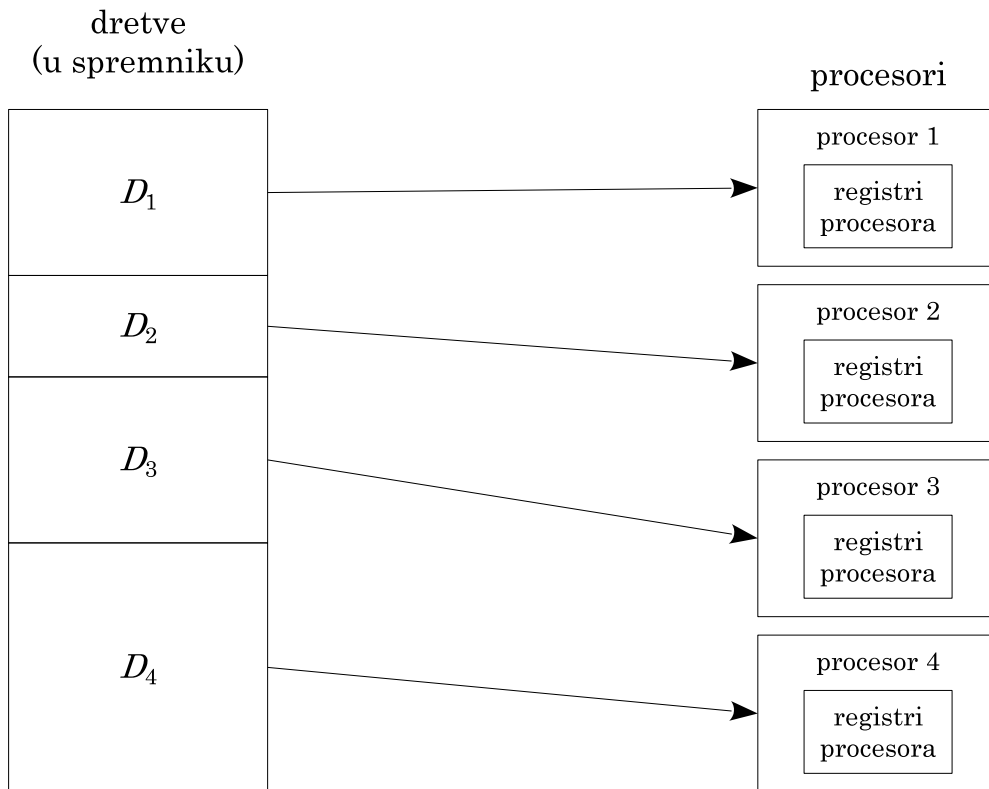 dretve
(u spremniku)
D₁
D₂
D₃
D₄
procesori
procesor 1
registri
procesora
procesor 2
registri
procesora
procesor 3
registri
procesora
procesor 4
registri
procesora